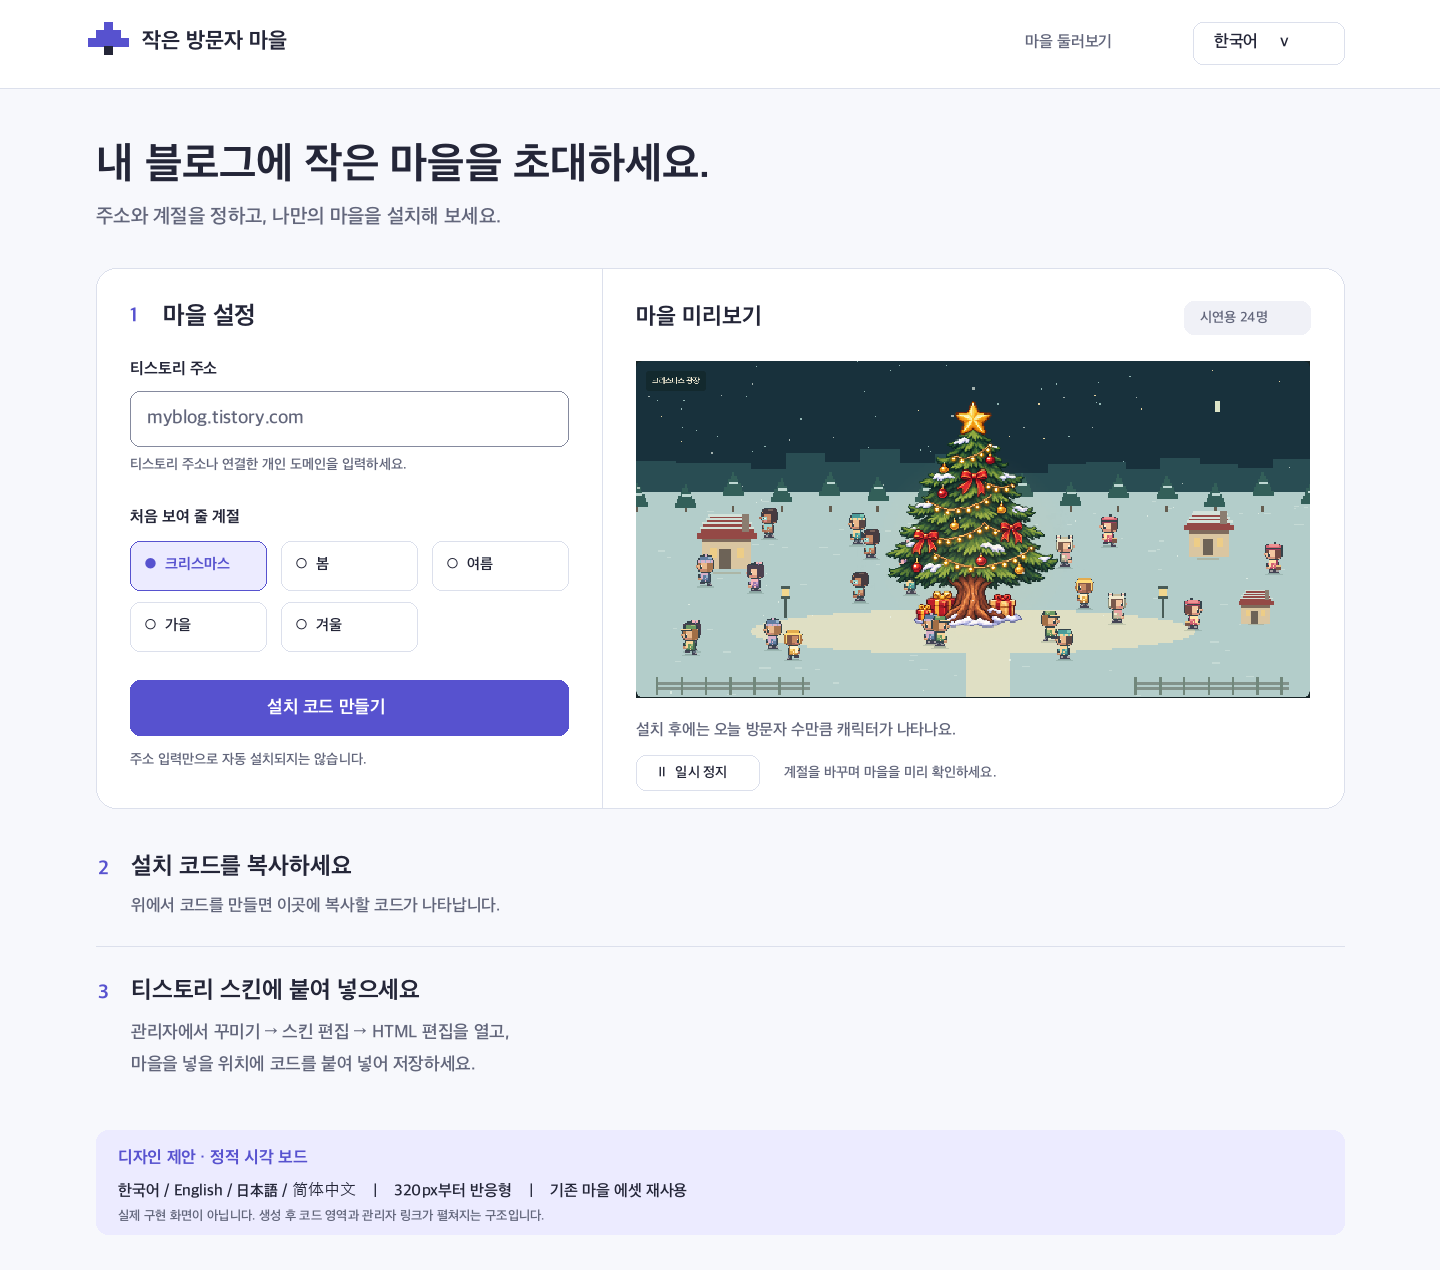 작은 방문자 마을
마을 둘러보기
한국어 v
내 블로그에 작은 마을을 초대하세요.
주소와 계절을 정하고, 나만의 마을을 설치해 보세요.
1 마을 설정
티스토리 주소
myblog.tistory.com
티스토리 주소나 연결한 개인 도메인을 입력하세요.
처음 보여 줄 계절
크리스마스
봄
여름
가을
겨울
설치 코드 만들기
주소 입력만으로 자동 설치되지는 않습니다.
마을 미리보기
시연용 24명
크리스마스 광장
설치 후에는 오늘 방문자 수만큼 캐릭터가 나타나요.
일시 정지
계절을 바꾸며 마을을 미리 확인하세요.
2 설치 코드를 복사하세요
위에서 코드를 만들면 이곳에 복사할 코드가 나타납니다.
3 티스토리 스킨에 붙여 넣으세요
관리자에서 꾸미기 → 스킨 편집 → HTML 편집을 열고,
마을을 넣을 위치에 코드를 붙여 넣어 저장하세요.
디자인 제안 · 정적 시각 보드
한국어 / English / 日本語 / 简体中文 | 320px부터 반응형 | 기존 마을 에셋 재사용
실제 구현 화면이 아닙니다. 생성 후 코드 영역과 관리자 링크가 펼쳐지는 구조입니다.